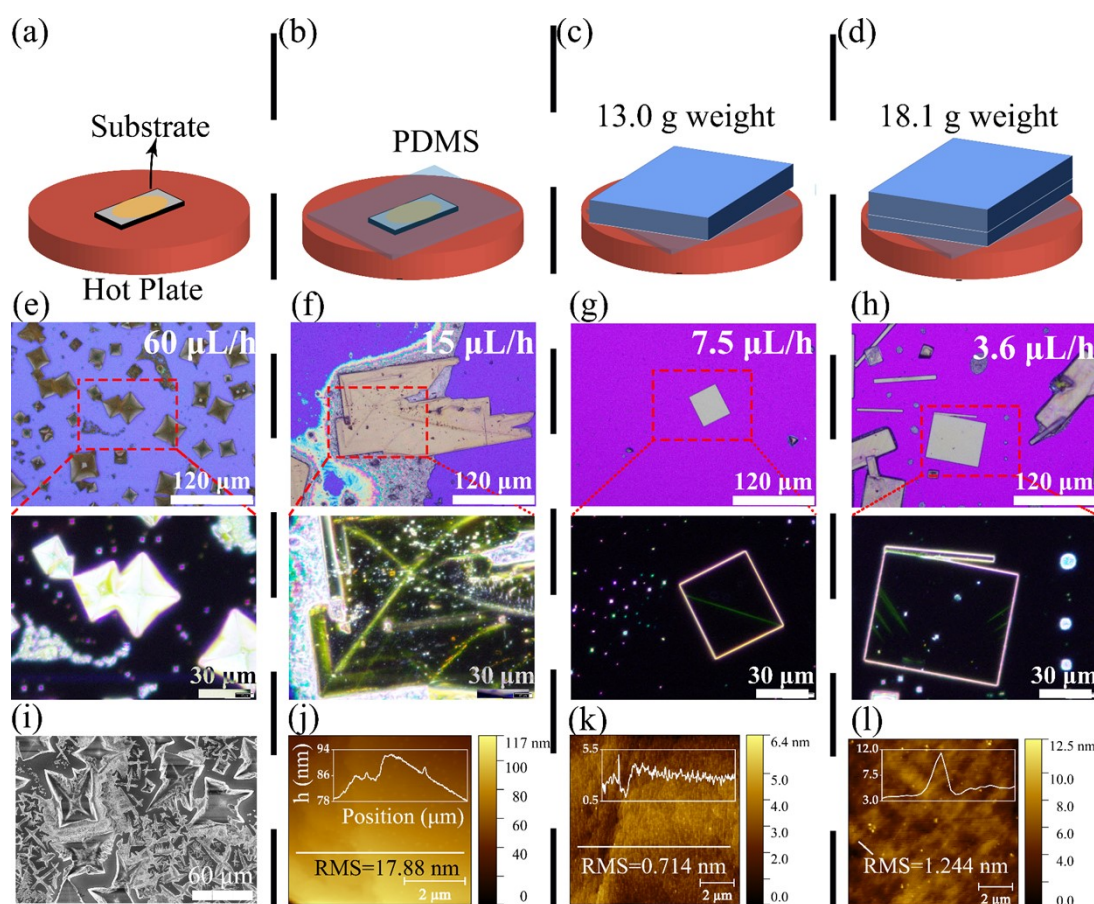 (a)
(b)
(c)
(d)
Substrate
PDMS
13.0 g weight
18.1 g weight
Hot Plate
(e)
(f)
(g)
(h)
60 μL/h
15 μL/h
7.5 μL/h
3.6 μL/h
120 μm
120 μm
120 μm
120 μm
30 μm
30 μm
30 μm
30 μm
(i)
(j)
(k)
(l)
60 μm
h (nm)
94
86
78
Position (μm)
RMS=17.88 nm
2 μm
117 nm
100
80
60
40
20
0
5.5
0.5
RMS=0.714 nm
2 μm
6.4 nm
5.0
4.0
3.0
2.0
1.0
0.0
12.0
7.5
3.0
RMS=1.244 nm
2 μm
12.5 nm
10.0
8.0
6.0
4.0
2.0
0.0